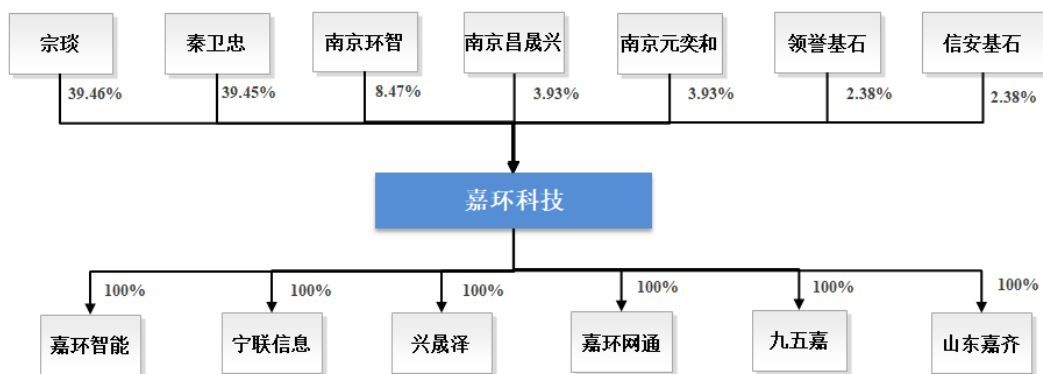 宗琰
秦卫忠
南京环智
南京昌晟兴
南京元奕和
领誉基石
信安基石
39.46%
39.45%
8.47%
3.93%
3.93%
2.38%
2.38%
嘉环科技
100%
100%
100%
100%
100%
100%
嘉环智能
宁联信息
兴晟泽
嘉环网通
九五嘉
山东嘉齐